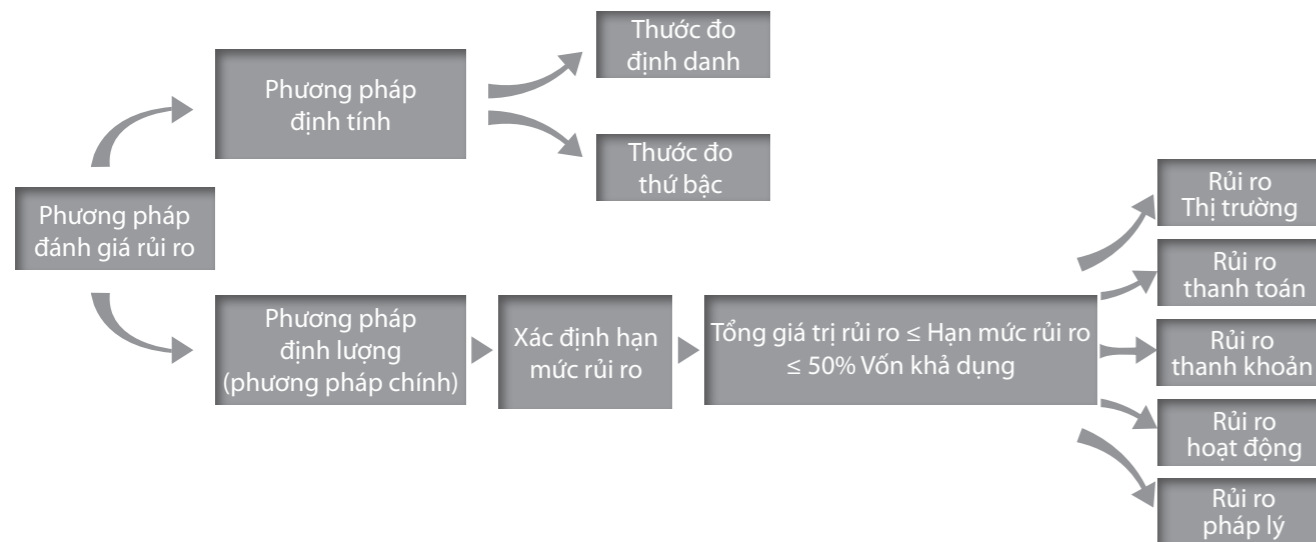 Phương pháp
đánh giá rủi ro
Phương pháp
định tính
Thước đo
định danh
Thước đo
thứ bậc
Phương pháp
định lượng
(phương pháp chính)
Xác định hạn
mức rủi ro
Tổng giá trị rủi ro ≤ Hạn mức rủi ro
≤ 50% Vốn khả dụng
Rủi ro
Thị trường
Rủi ro
thanh toán
Rủi ro
thanh khoản
Rủi ro
hoạt động
Rủi ro
pháp lý